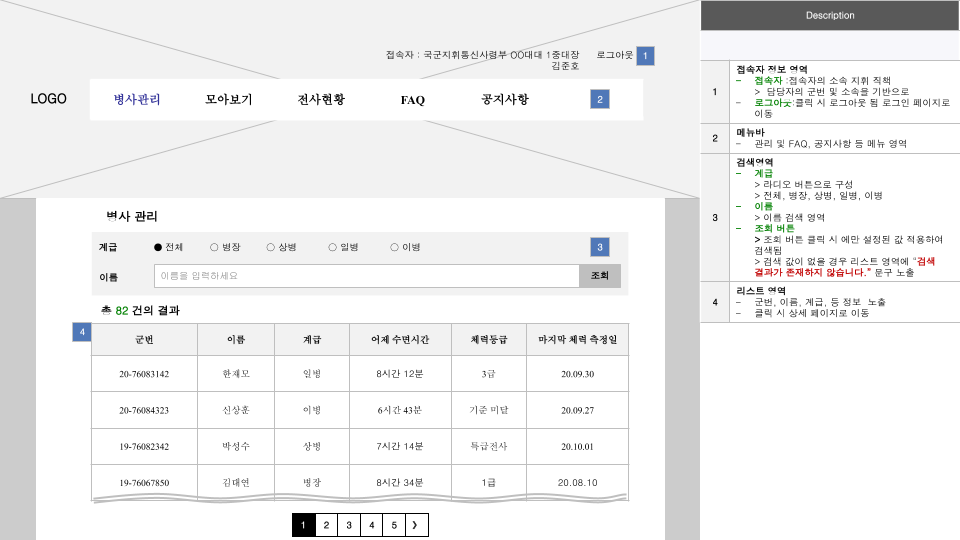 접속자 : 국군지휘통신사령부 OO대대 1중대장
김준호
로그아웃
1
LOGO
병사관리
모아보기
전사현황
FAQ
공지사항
2
병사 관리
계급
전체
병장
상병
일병
이병
3
이름
이름을 입력하세요
조회
총 82 건의 결과
4
군번 이름 계급 어제 수면시간 체력등급 마지막 체력 측정일
20-76083142 한재모 일병 8시간 12분 3급 20.09.30
20-76084323 신상훈 이병 6시간 43분 기준 미달 20.09.27
19-76082342 박성수 상병 7시간 14분 특급전사 20.10.01
19-76067850 김대연 병장 8시간 34분 1급 20.08.10
1 2 3 4 5 》
Description
1
접속자 정보 영역
– 접속자 :접속자의 소속 지휘 직책
> 담당자의 군번 및 소속을 기반으로
– 로그아웃:클릭 시 로그아웃 됨 로그인 페이지로
이동
2
메뉴바
– 관리 및 FAQ, 공지사항 등 메뉴 영역
3
검색영역
– 계급
> 라디오 버튼으로 구성
> 전체, 병장, 상병, 일병, 이병
– 이름
> 이름 검색 영역
– 조회 버튼
> 조회 버튼 클릭 시 에만 설정된 값 적용하여
검색됨
> 검색 값이 없을 경우 리스트 영역에 “검색
결과가 존재하지 않습니다.” 문구 노출
4
리스트 영역
– 군번, 이름, 계급, 등 정보 노출
– 클릭 시 상세 페이지로 이동